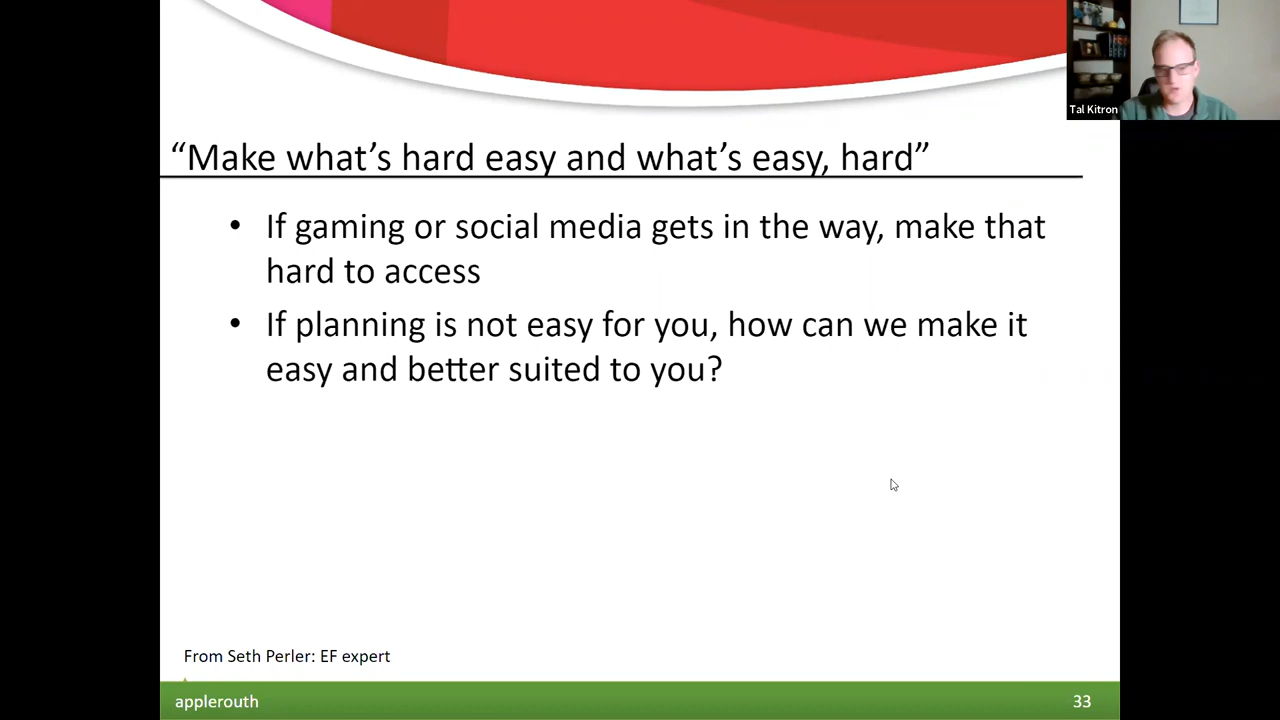 Tal Kitron
“Make what’s hard easy and what’s easy, hard”
• If gaming or social media gets in the way, make that
hard to access
• If planning is not easy for you, how can we make it
easy and better suited to you?
From Seth Perler: EF expert
applerouth
33